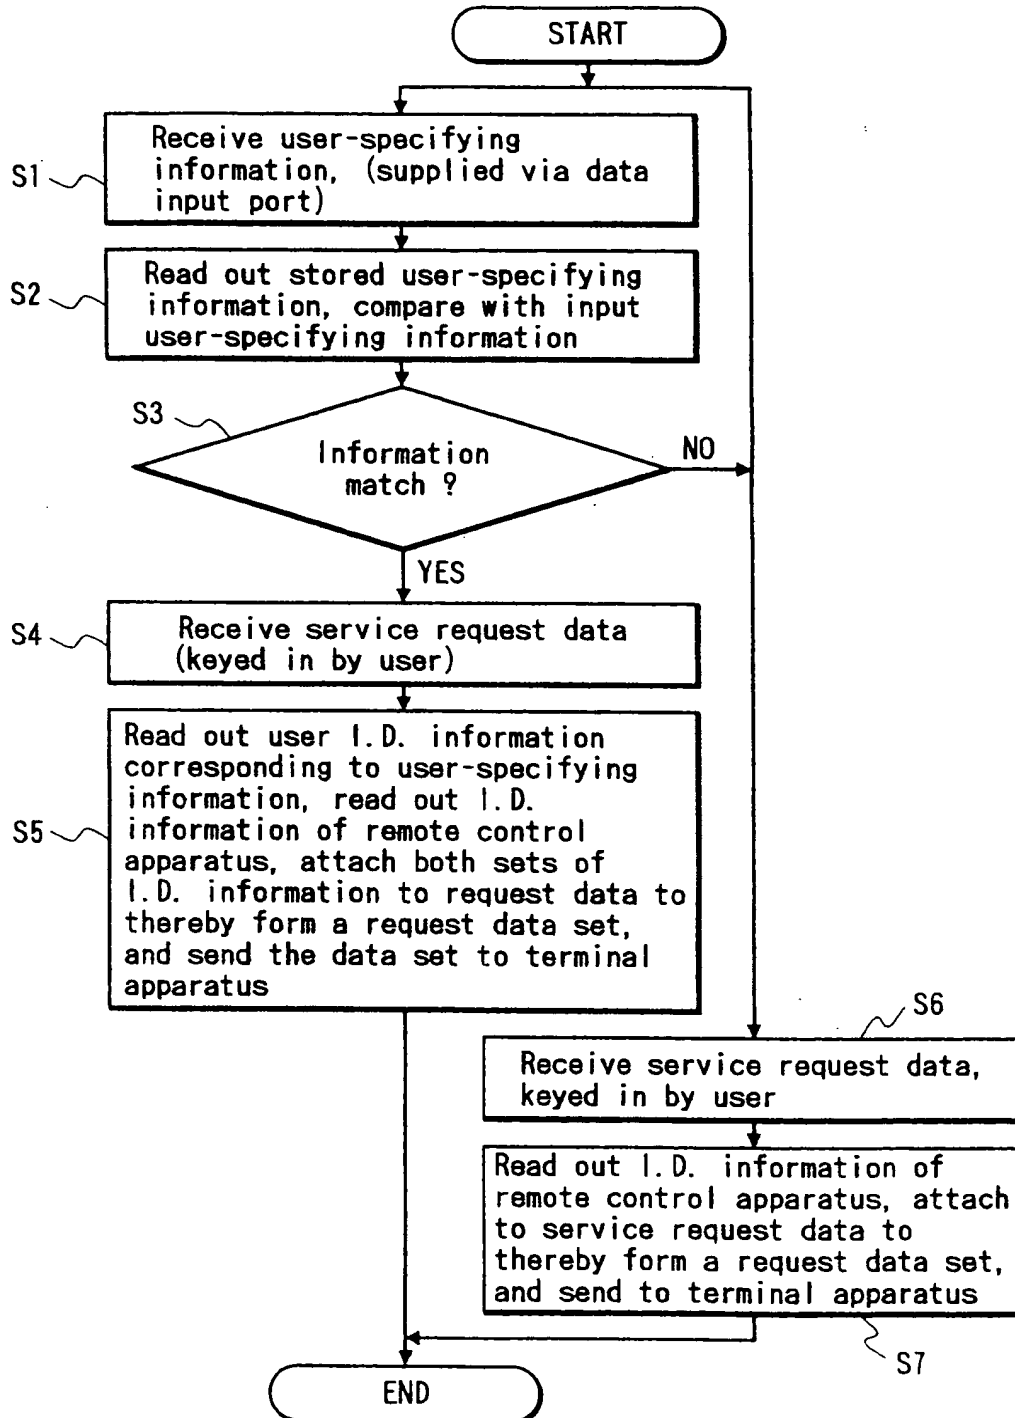 START
S1
Receive user-specifying
information, (supplied via data
input port)
S2
Read out stored user-specifying
information, compare with input
user-specifying information
S3
Information
match ?
NO
YES
S4
Receive service request data
(keyed in by user)
S5
Read out user I.D. information
corresponding to user-specifying
information, read out I.D.
information of remote control
apparatus, attach both sets of
I.D. information to request data to
thereby form a request data set,
and send the data set to terminal
apparatus
S6
Receive service request data,
keyed in by user
Read out I.D. information of
remote control apparatus, attach
to service request data to
thereby form a request data set,
and send to terminal apparatus
S7
END